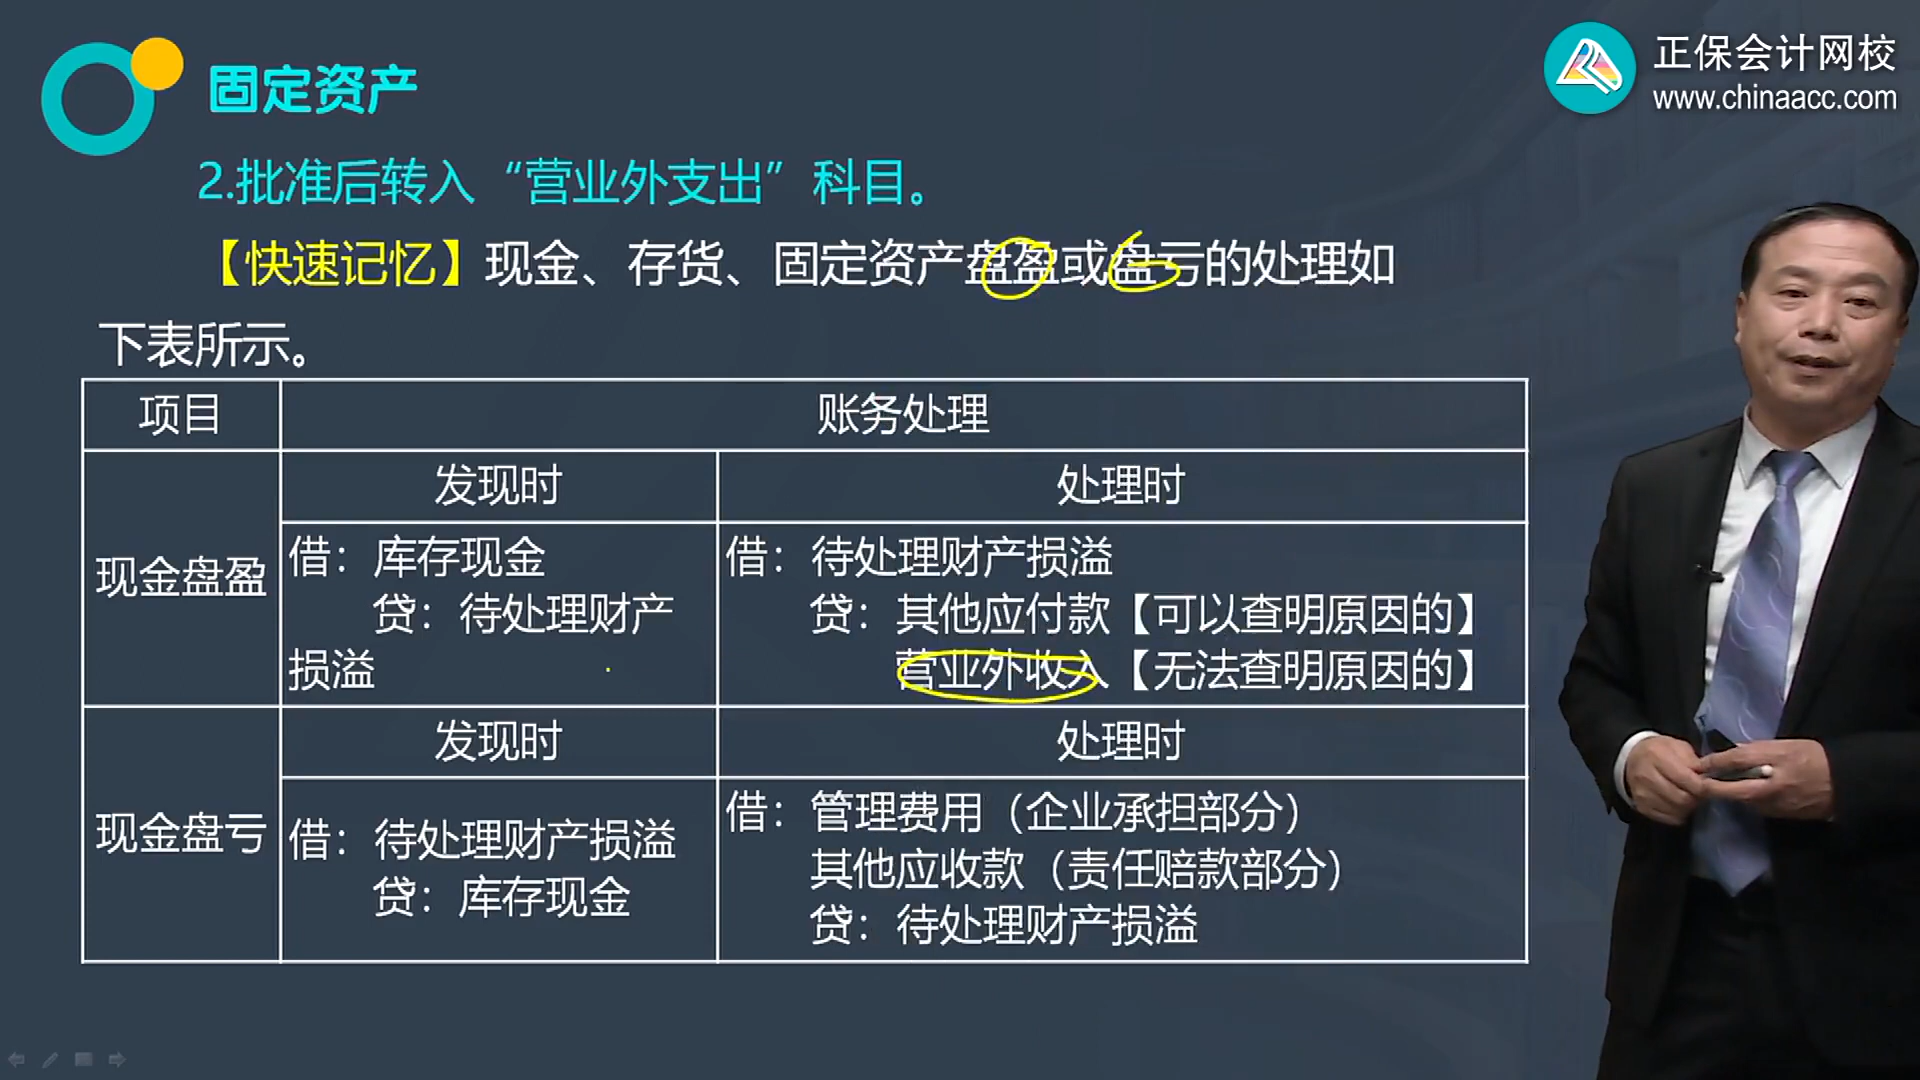 固定资产
正保会计网校
www.chinaacc.com
2.批准后转入“营业外支出”科目。
【快速记忆】现金、存货、固定资产盘盈或盘亏的处理如
下表所示。
项目
账务处理
现金盘盈
发现时
处理时
借：库存现金
贷：待处理财产
损溢
借：待处理财产损溢
贷：其他应付款【可以查明原因的】
营业外收入【无法查明原因的】
现金盘亏
发现时
处理时
借：待处理财产损溢
贷：库存现金
借：管理费用（企业承担部分）
其他应收款（责任赔款部分）
贷：待处理财产损溢